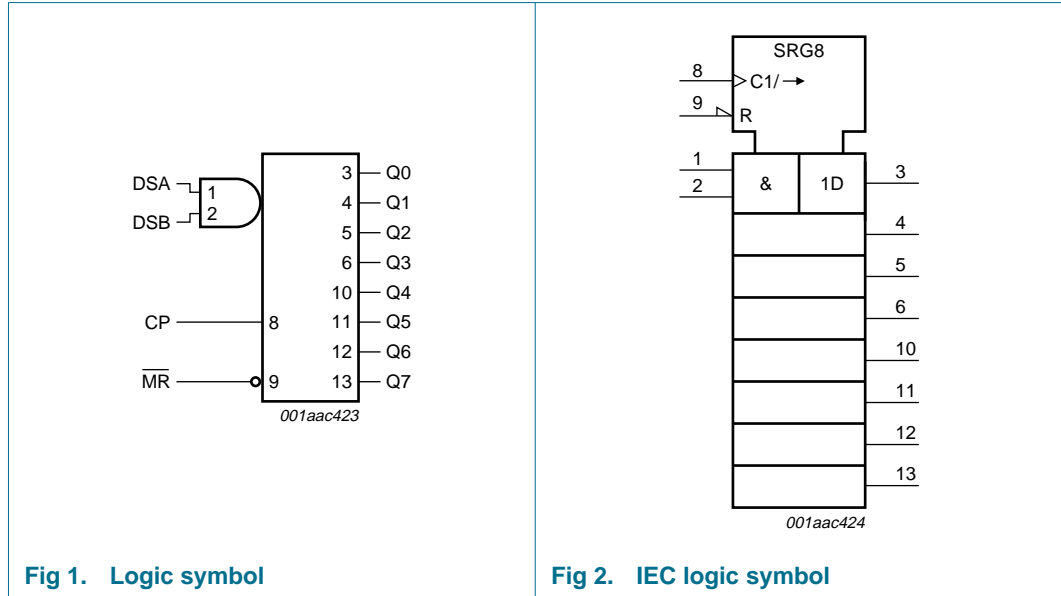 DSA
DSB
1
2
CP
8
MR
9
3
Q0
4
Q1
5
Q2
6
Q3
10
Q4
11
Q5
12
Q6
13
Q7
001aac423
Fig 1. Logic symbol
SRG8
8
C1/→
9
R
1
2
&
1D
3
4
5
6
10
11
12
13
001aac424
Fig 2. IEC logic symbol